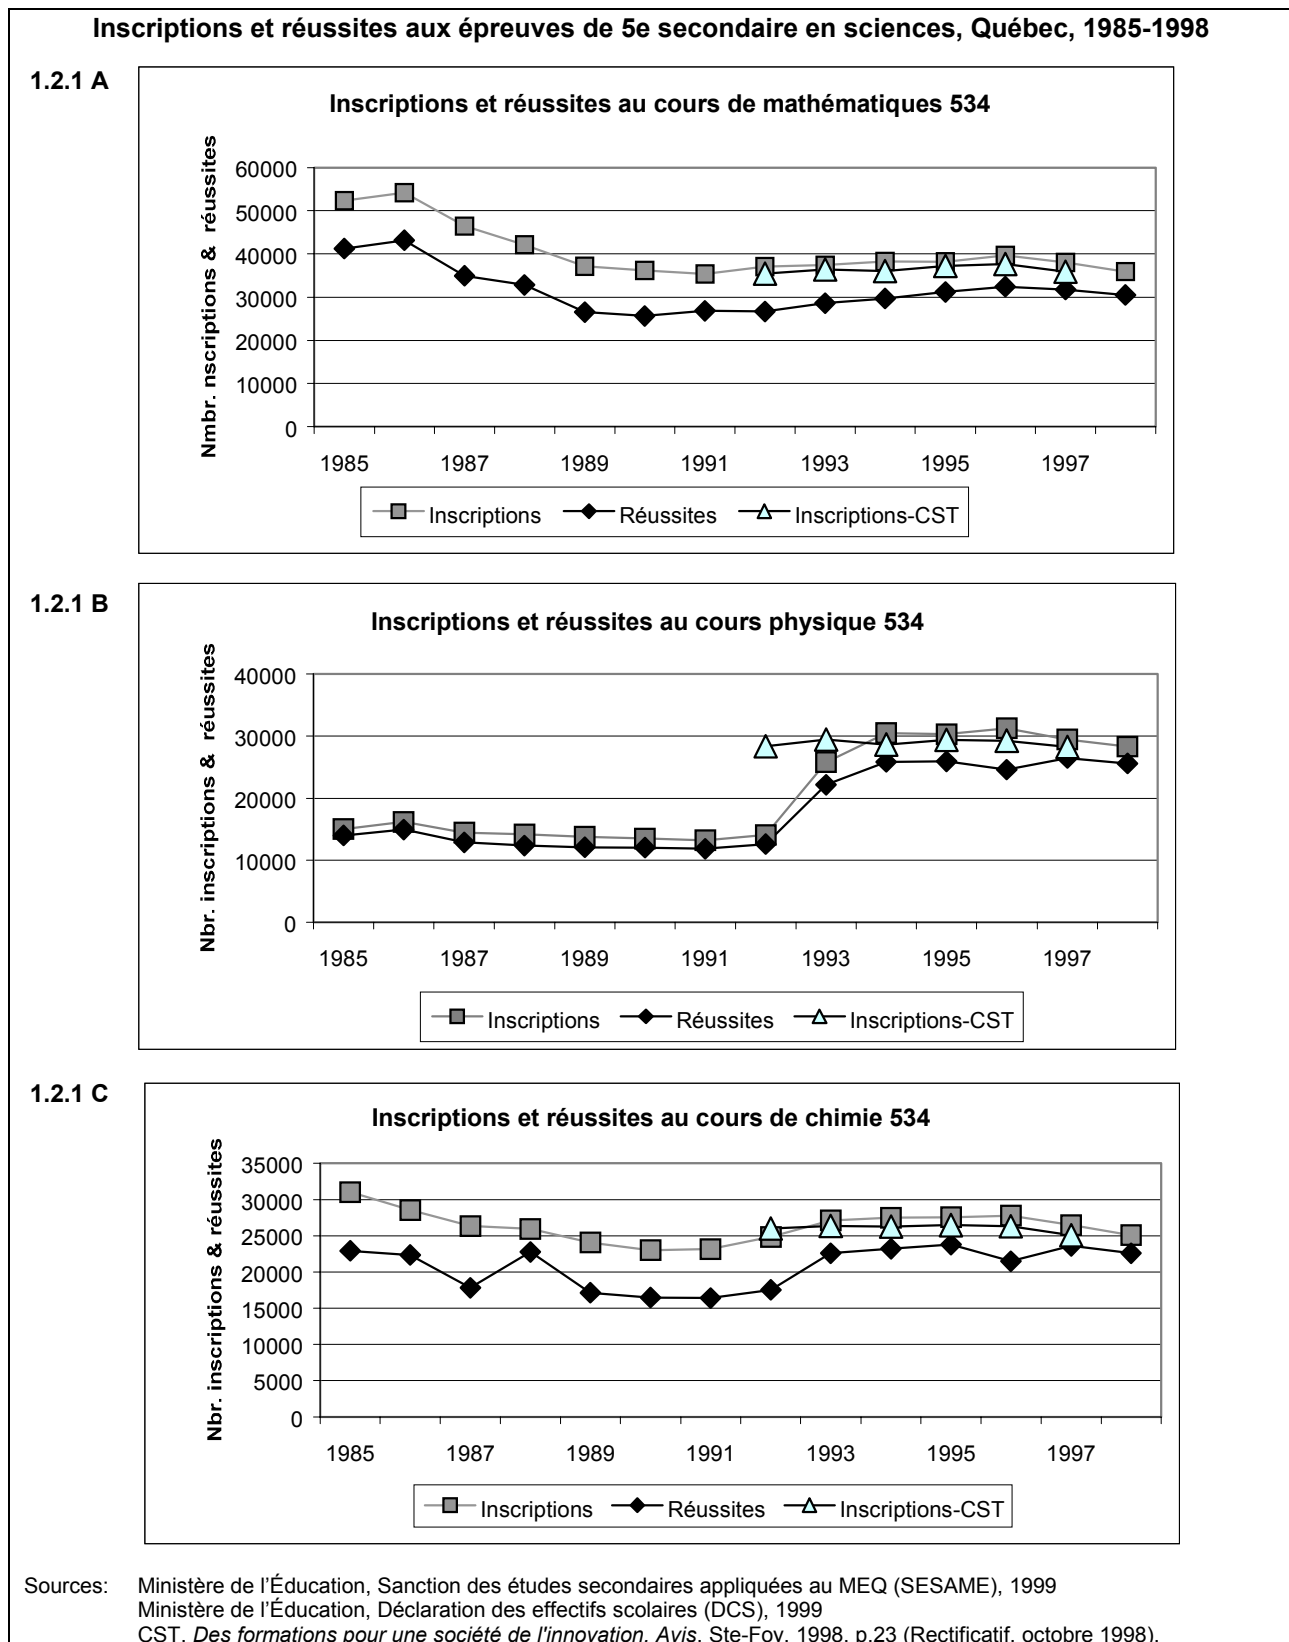 Inscriptions et réussites aux épreuves de 5e secondaire en sciences, Québec, 1985-1998
1.2.1 A
Inscriptions et réussites au cours de mathématiques 534
Nmbr. nscriptions & réussites
60000
50000
40000
30000
20000
10000
0
1985 1987 1989 1991 1993 1995 1997
Inscriptions Réussites Inscriptions-CST
1.2.1 B
Inscriptions et réussites au cours physique 534
Nbr. inscriptions & réussites
40000
30000
20000
10000
0
1985 1987 1989 1991 1993 1995 1997
Inscriptions Réussites Inscriptions-CST
1.2.1 C
Inscriptions et réussites au cours de chimie 534
Nbr. inscriptions & réussites
35000
30000
25000
20000
15000
10000
5000
0
1985 1987 1989 1991 1993 1995 1997
Inscriptions Réussites Inscriptions-CST
Sources: Ministère de l'Éducation, Sanction des études secondaires appliquées au MEQ (SESAME), 1999
Ministère de l'Éducation, Déclaration des effectifs scolaires (DCS), 1999
CST, Des formations pour une société de l'innovation, Avis, Ste-Foy, 1998, p.23 (Rectificatif, octobre 1998).